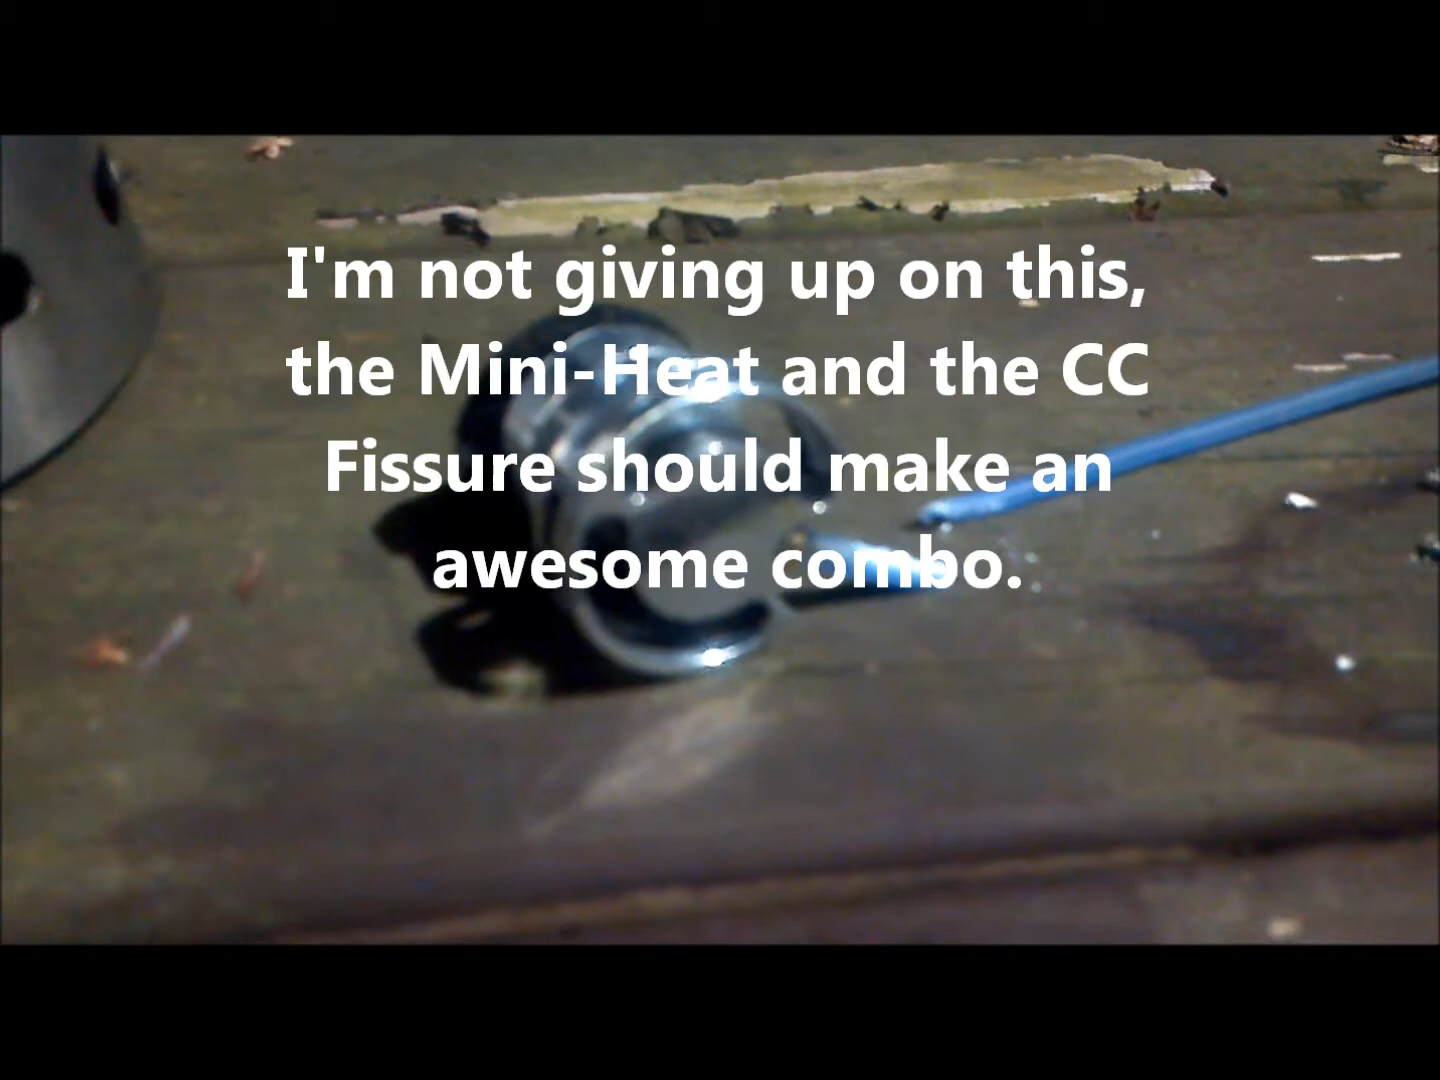 I'm not giving up on this,
the Mini-Heat and the CC
Fissure should make an
awesome combo.